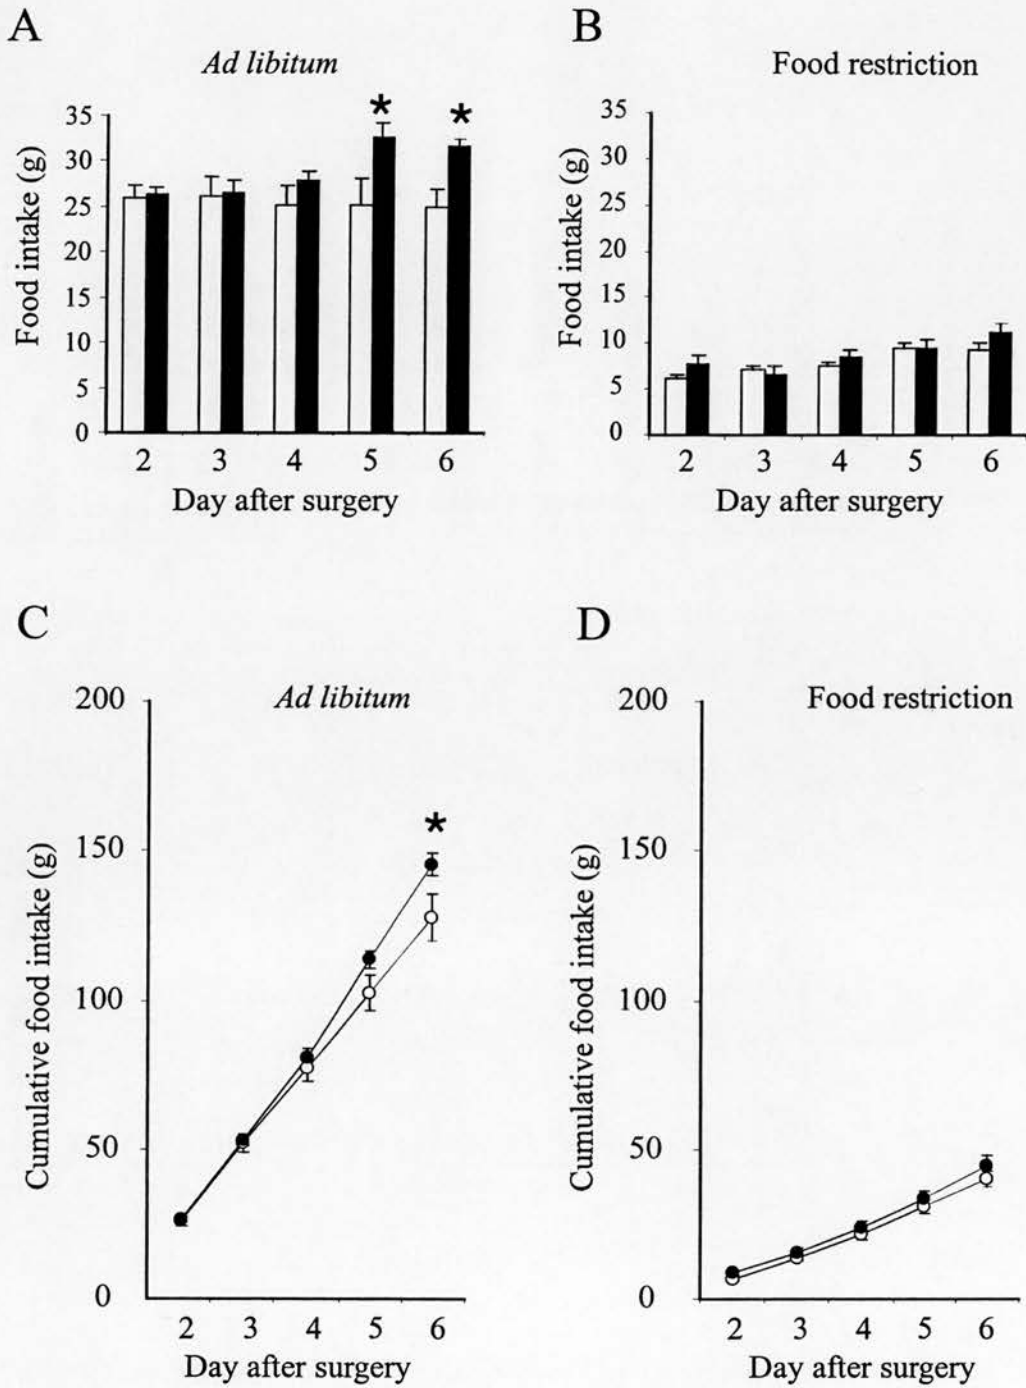 A
Ad libitum
Food intake (g)
35
30
25
20
15
10
5
0
* *
2 3 4 5 6
Day after surgery
B
Food restriction
Food intake (g)
35
30
25
20
15
10
5
0
2 3 4 5 6
Day after surgery
C
Ad libitum
Cumulative food intake (g)
200
150
100
50
0
*
2 3 4 5 6
Day after surgery
D
Food restriction
Cumulative food intake (g)
200
150
100
50
0
2 3 4 5 6
Day after surgery